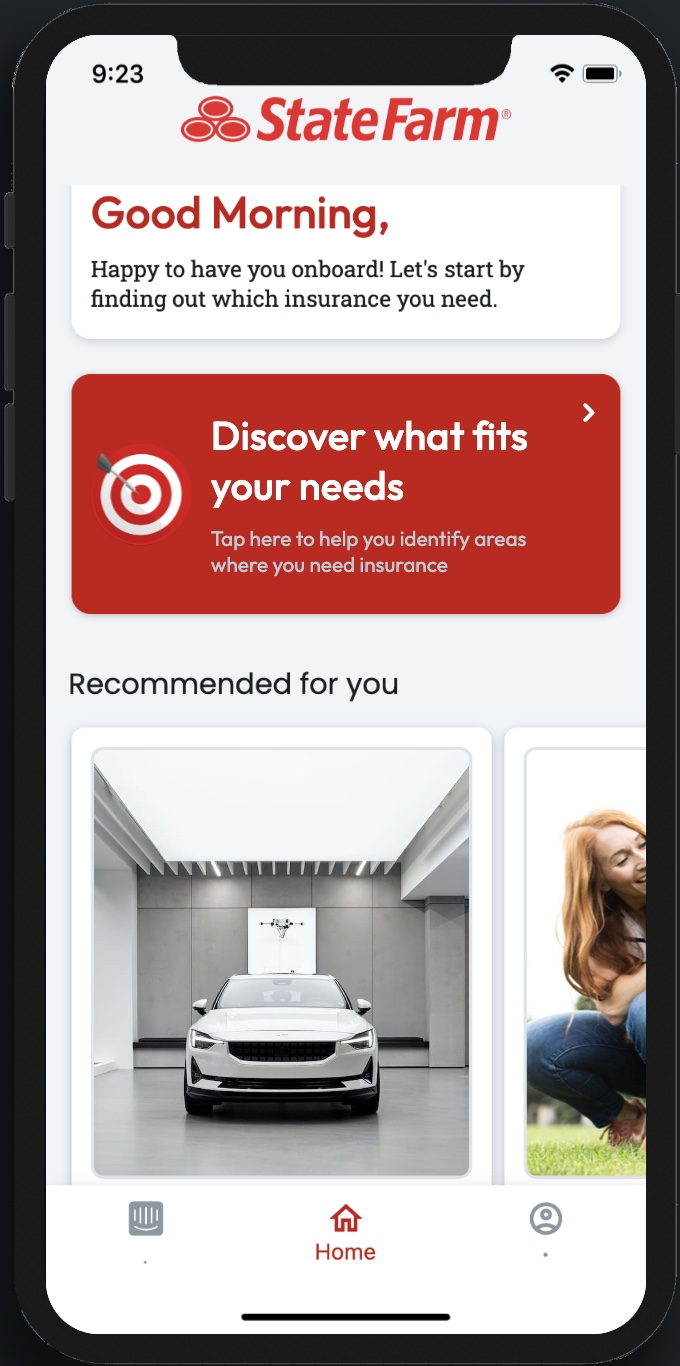 9:23
State Farm®
Good Morning,
Happy to have you onboard! Let's start by
finding out which insurance you need.
Discover what fits
your needs
Tap here to help you identify areas
where you need insurance
Recommended for you
Home